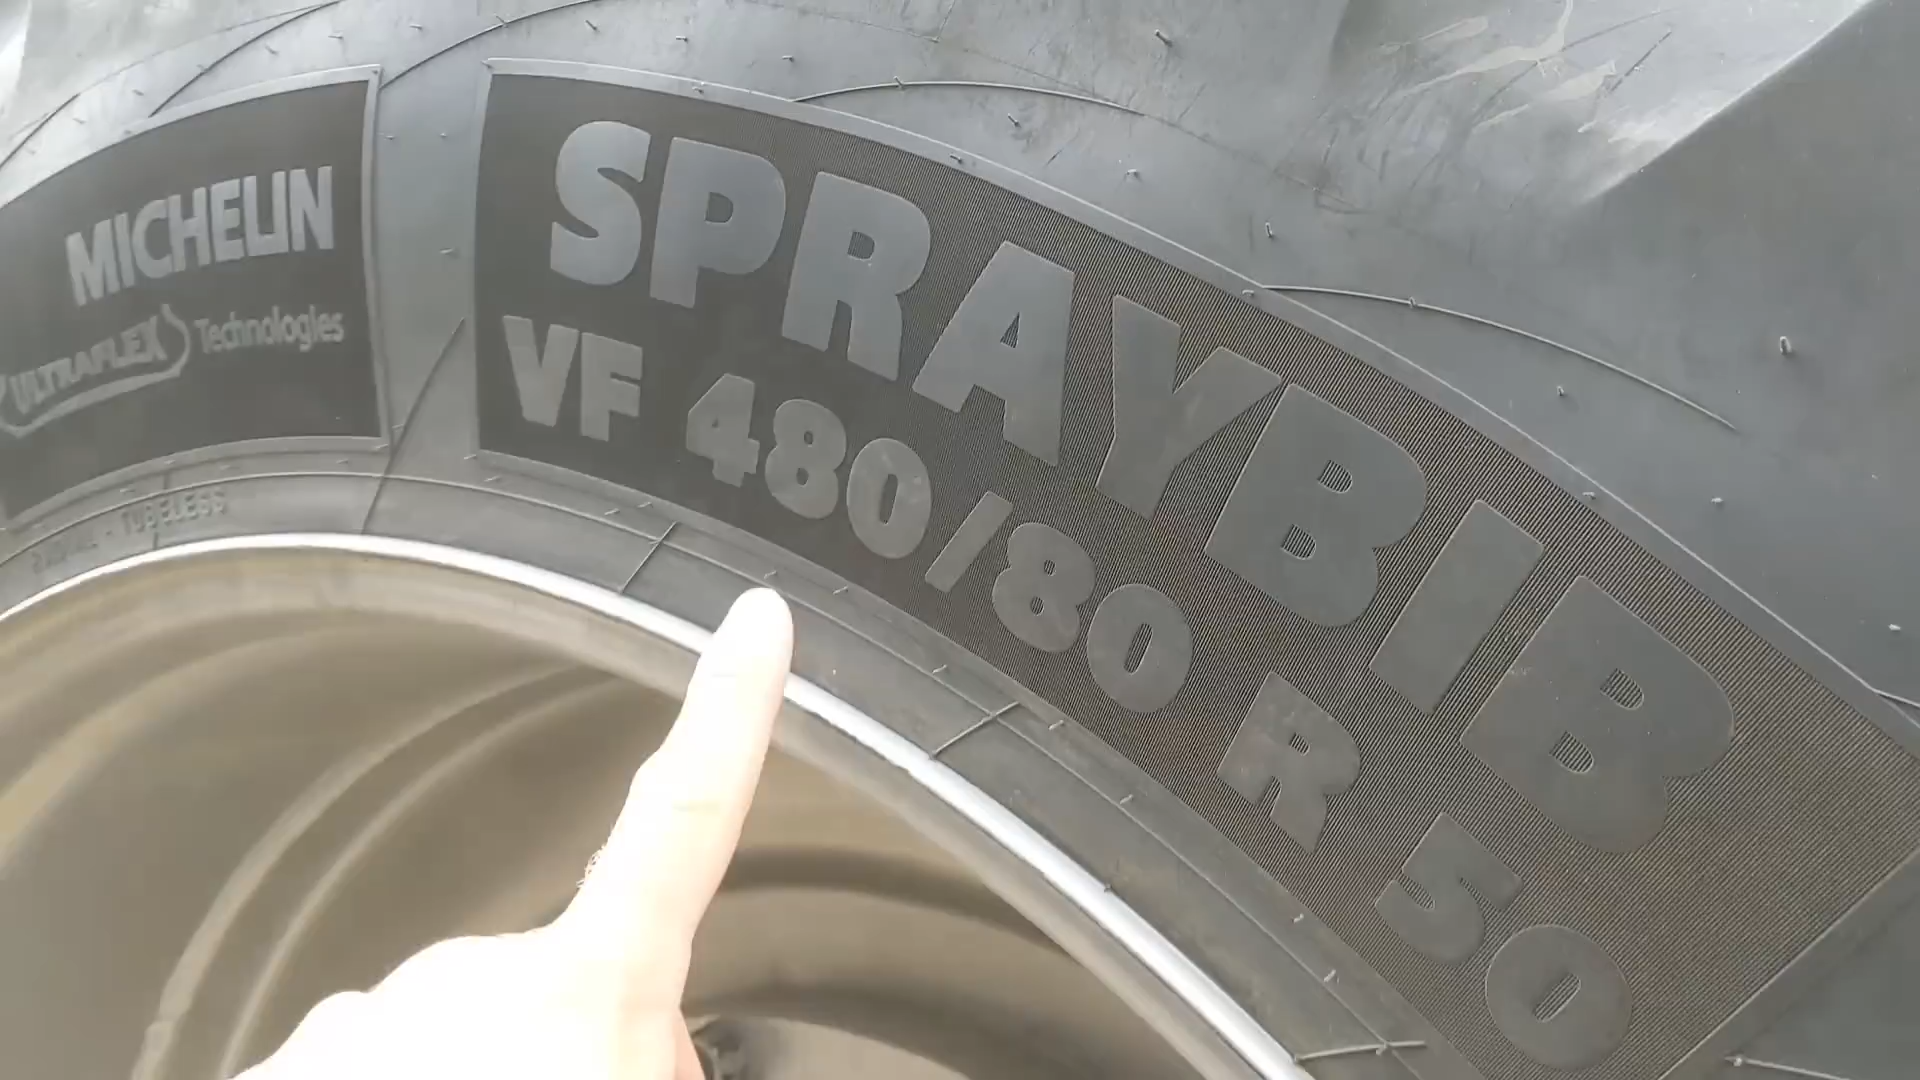 MICHELIN
ULTRAFLEX Technologies
SPRAYBIB
VF 480/80 R 50
TUBELESS